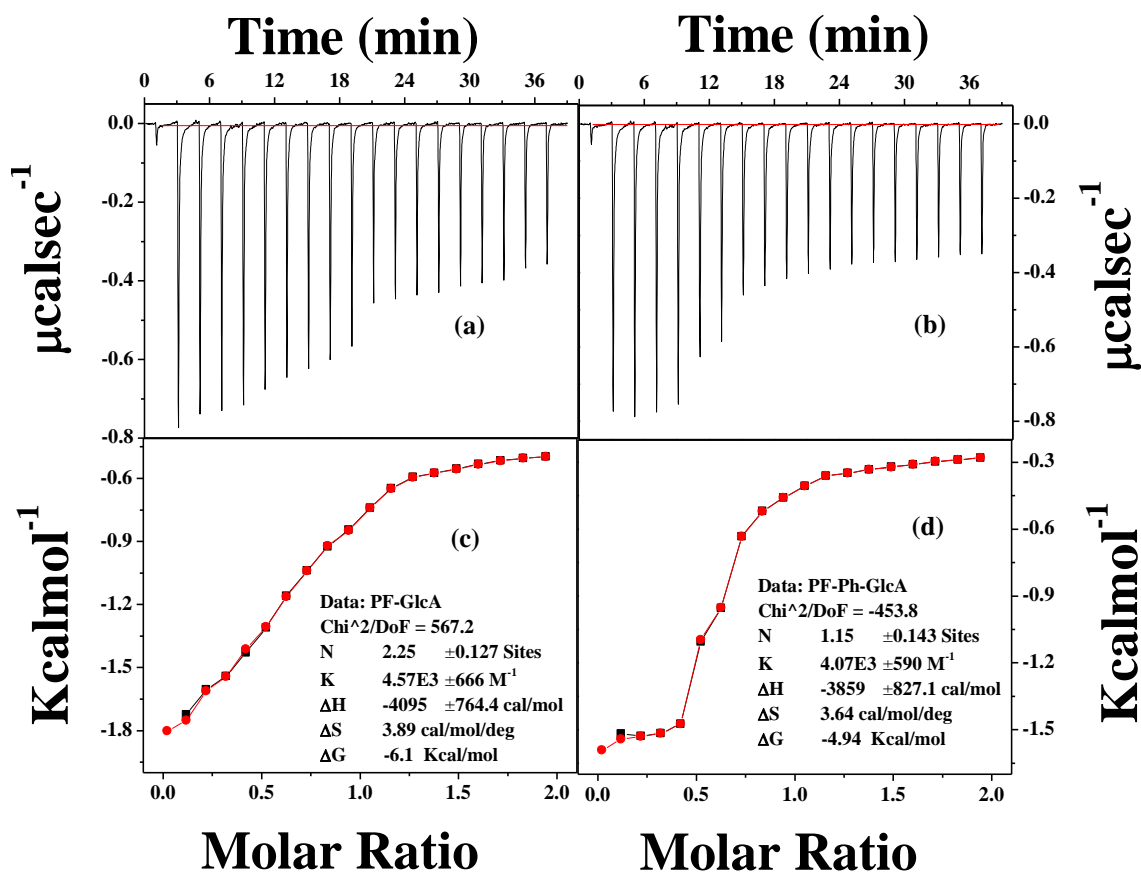 Time (min)
0 6 12 18 24 30 36
0.0
-0.2
-0.4
-0.6
-0.8
μcalsec-1
(a)
Time (min)
0 6 12 18 24 30 36
0.0
-0.2
-0.4
-0.6
-0.8
μcalsec-1
(b)
-0.6
-0.9
-1.2
-1.5
-1.8
Kcalmol-1
(c)
Data: PF-GlcA
Chi^2/DoF = 567.2
N 2.25 ±0.127 Sites
K 4.57E3 ±666 M-1
ΔH -4095 ±764.4 cal/mol
ΔS 3.89 cal/mol/deg
ΔG -6.1 Kcal/mol
0.0 0.5 1.0 1.5 2.0
Molar Ratio
-0.3
-0.6
-0.9
-1.2
-1.5
Kcalmol-1
(d)
Data: PF-Ph-GlcA
Chi^2/DoF = -453.8
N 1.15 ±0.143 Sites
K 4.07E3 ±590 M-1
ΔH -3859 ±827.1 cal/mol
ΔS 3.64 cal/mol/deg
ΔG -4.94 Kcal/mol
0.0 0.5 1.0 1.5 2.0
Molar Ratio